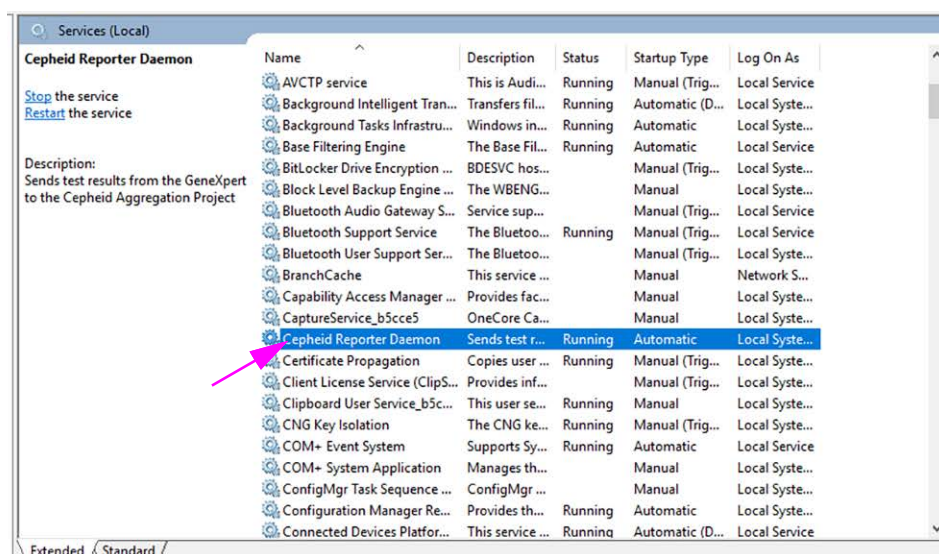 Services (Local)
Cepheid Reporter Daemon
Stop the service
Restart the service
Description:
Sends test results from the GeneXpert
to the Cepheid Aggregation Project
Name Description Status Startup Type Log On As
AVCTP service This is Audi... Running Manual (Trig... Local Service
Background Intelligent Tran... Transfers fil... Running Automatic (D... Local Syste...
Background Tasks Infrastru... Windows in... Running Automatic Local Syste...
Base Filtering Engine The Base Fil... Running Automatic Local Service
BitLocker Drive Encryption ... BDESVC hos... Manual (Trig... Local Syste...
Block Level Backup Engine ... The WBENG... Manual Local Syste...
Bluetooth Audio Gateway S... Service sup... Manual (Trig... Local Service
Bluetooth Support Service The Bluetoo... Running Manual (Trig... Local Service
Bluetooth User Support Ser... The Bluetoo... Manual (Trig... Local Syste...
BranchCache This service ... Manual Network S...
Capability Access Manager ... Provides fac... Manual Local Syste...
CaptureService_b5cce5 OneCore Ca... Manual Local Syste...
Cepheid Reporter Daemon Sends test r... Running Automatic Local Syste...
Certificate Propagation Copies user ... Running Manual (Trig... Local Syste...
Client License Service (ClipS... Provides inf... Manual (Trig... Local Syste...
Clipboard User Service_b5c... This user se... Running Manual Local Syste...
CNG Key Isolation The CNG ke... Running Manual (Trig... Local Syste...
COM+ Event System Supports Sy... Running Automatic Local Service
COM+ System Application Manages th... Manual Local Syste...
ConfigMgr Task Sequence ... ConfigMgr ... Manual Local Syste...
Configuration Manager Re... Provides th... Running Automatic Local Syste...
Connected Devices Platfor... This service ... Running Automatic (D... Local Service
Extended Standard